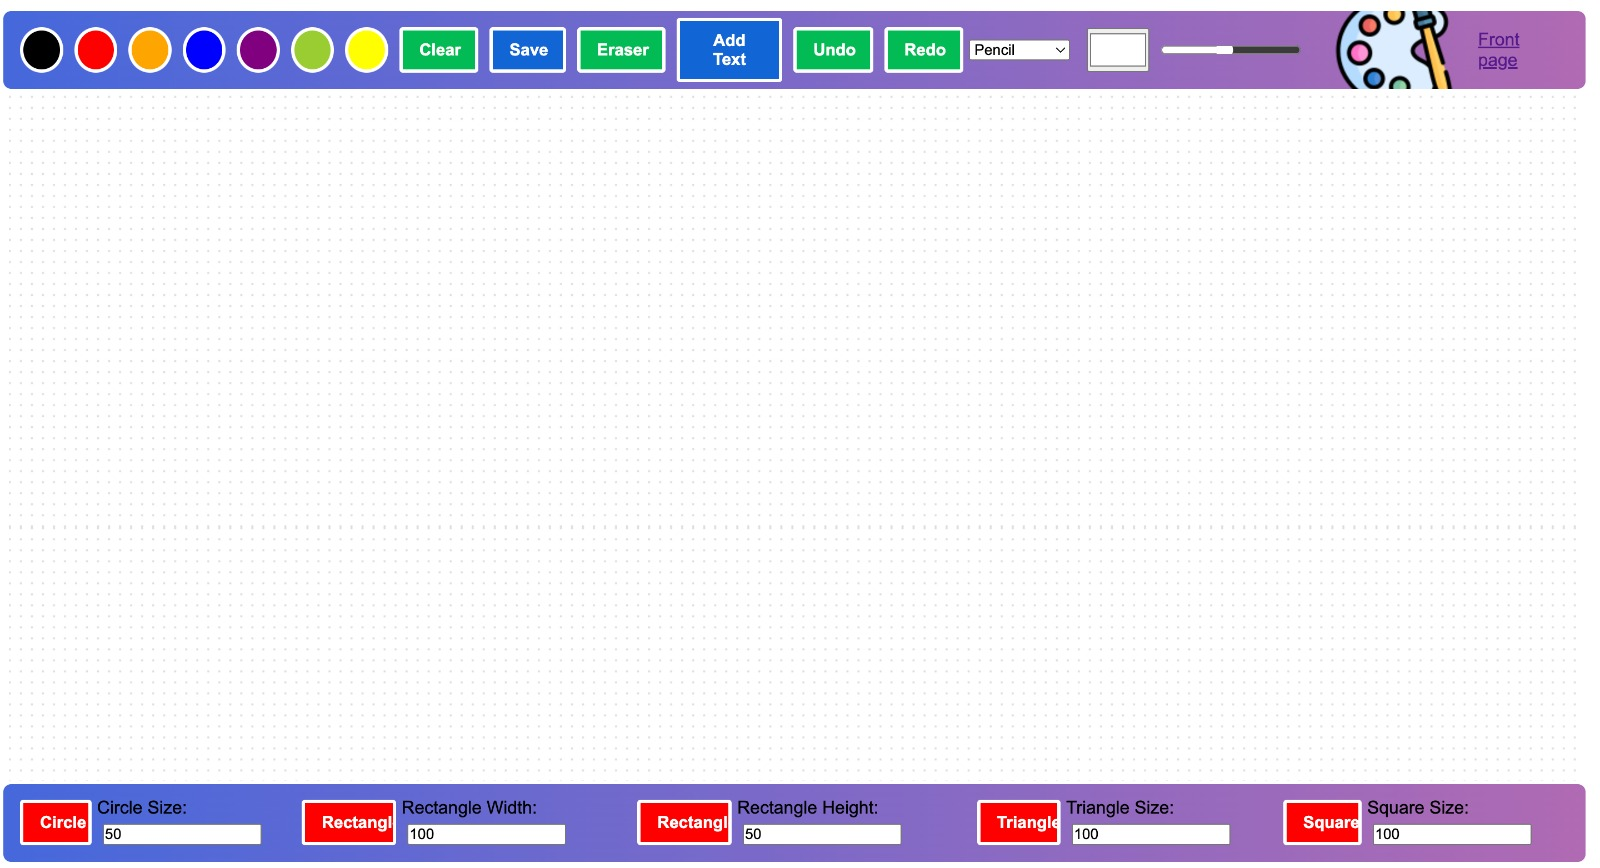 Clear
Save
Eraser
Add
Text
Undo
Redo
Pencil
Front
page
Circle
Circle Size:
50
Rectangl
Rectangle Width:
100
Rectangl
Rectangle Height:
50
Triangle
Triangle Size:
100
Square
Square Size:
100